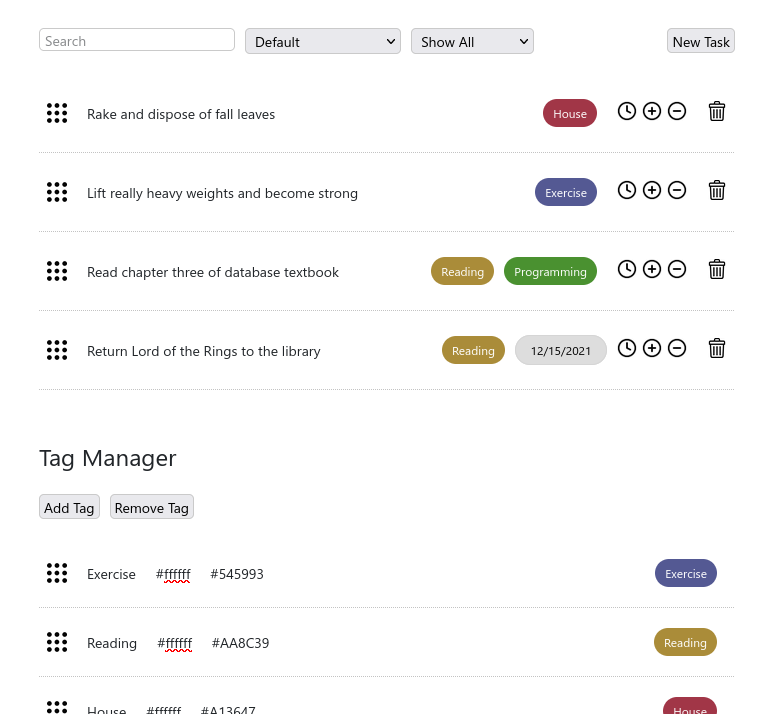 Search Default Show All New Task
Rake and dispose of fall leaves House
Lift really heavy weights and become strong Exercise
Read chapter three of database textbook Reading Programming
Return Lord of the Rings to the library Reading 12/15/2021
Tag Manager
Add Tag Remove Tag
Exercise #ffffff #545993 Exercise
Reading #ffffff #AA8C39 Reading
House #ffffff #A13647 House